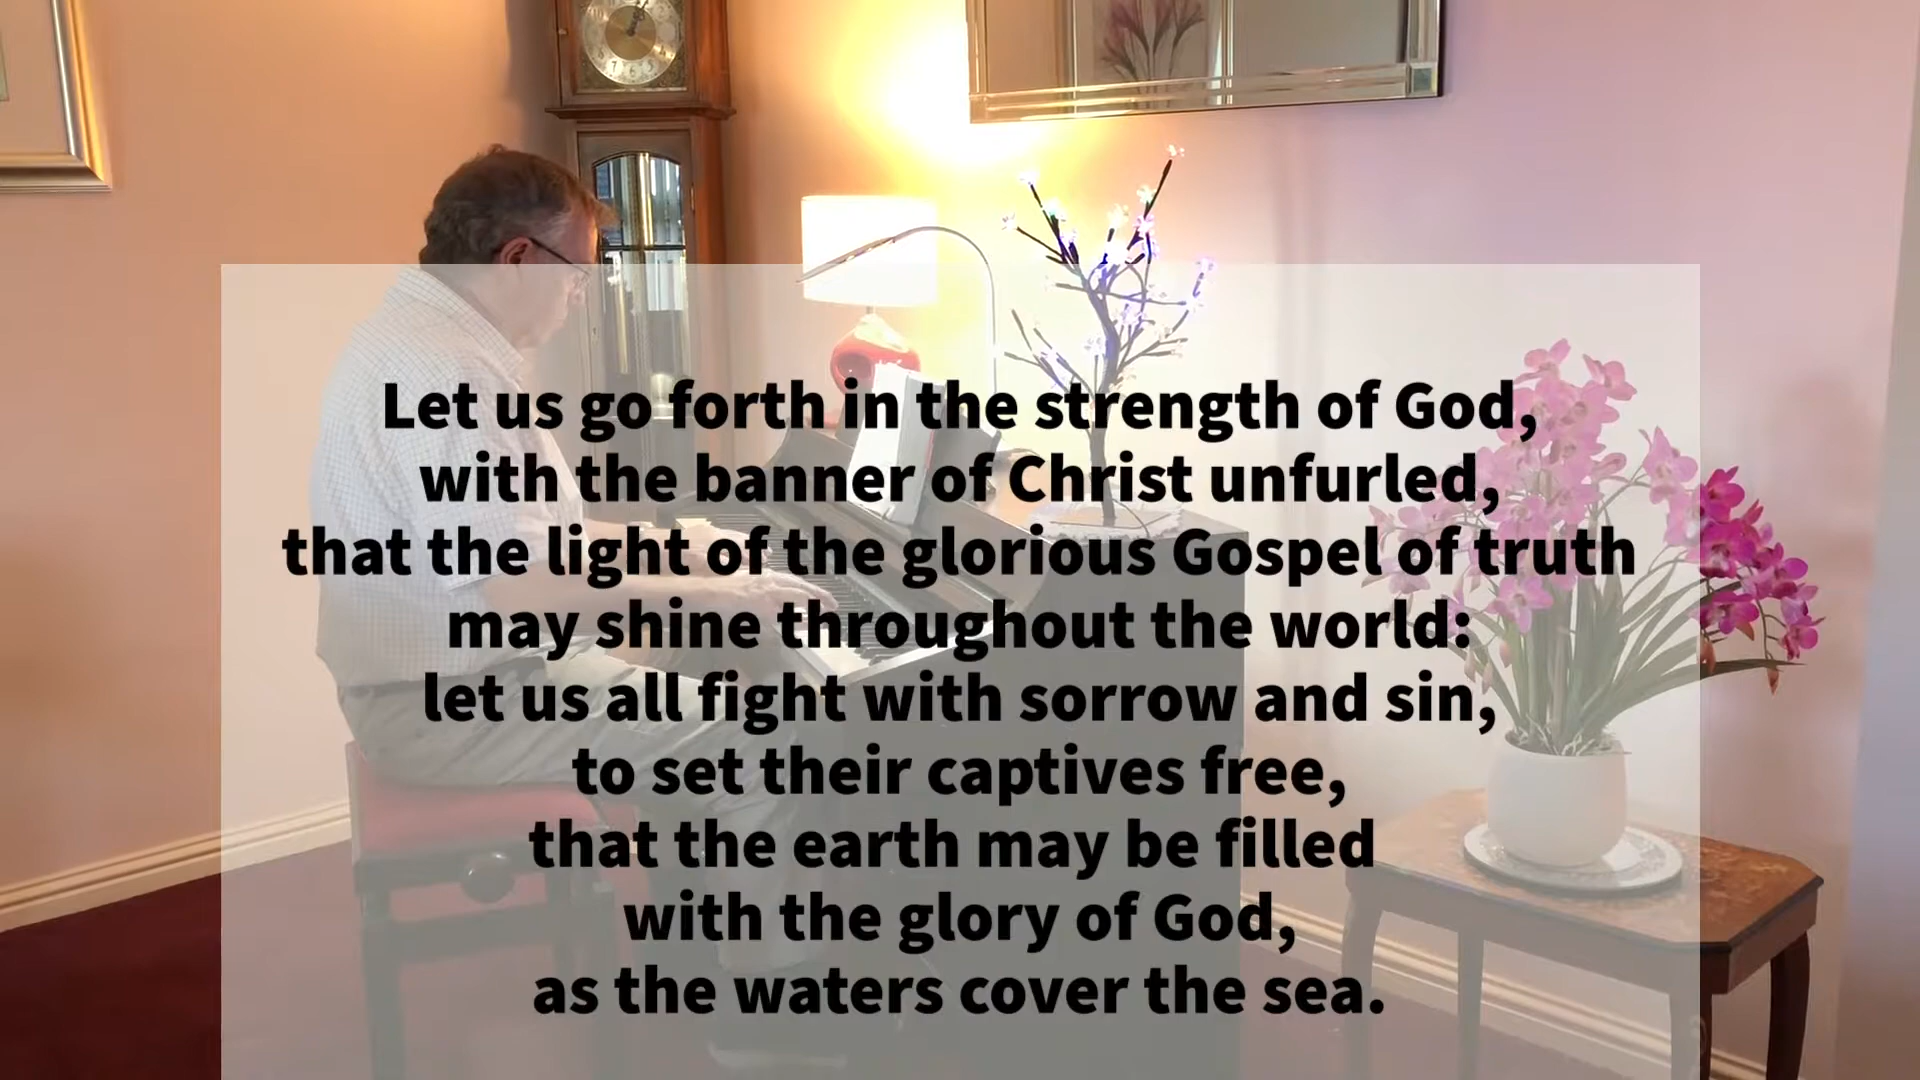 Let us go forth in the strength of God,
with the banner of Christ unfurled,
that the light of the glorious Gospel of truth
may shine throughout the world:
let us all fight with sorrow and sin,
to set their captives free,
that the earth may be filled
with the glory of God,
as the waters cover the sea.